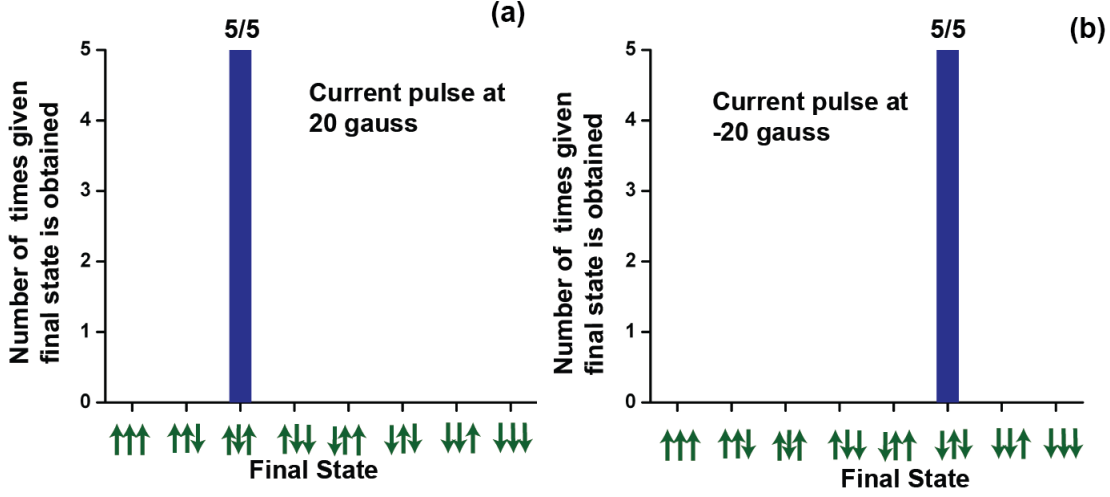 (a)
5/5
Number of times given
final state is obtained
5
4
3
2
1
0
Current pulse at
20 gauss
↑↑↑ ↑↑↓ ↑↓↑ ↑↓↓ ↓↑↑ ↓↑↓ ↓↓↑ ↓↓↓
Final State
(b)
5/5
Number of times given
final state is obtained
5
4
3
2
1
0
Current pulse at
-20 gauss
↑↑↑ ↑↑↓ ↑↓↑ ↑↓↓ ↓↑↑ ↓↑↓ ↓↓↑ ↓↓↓
Final State